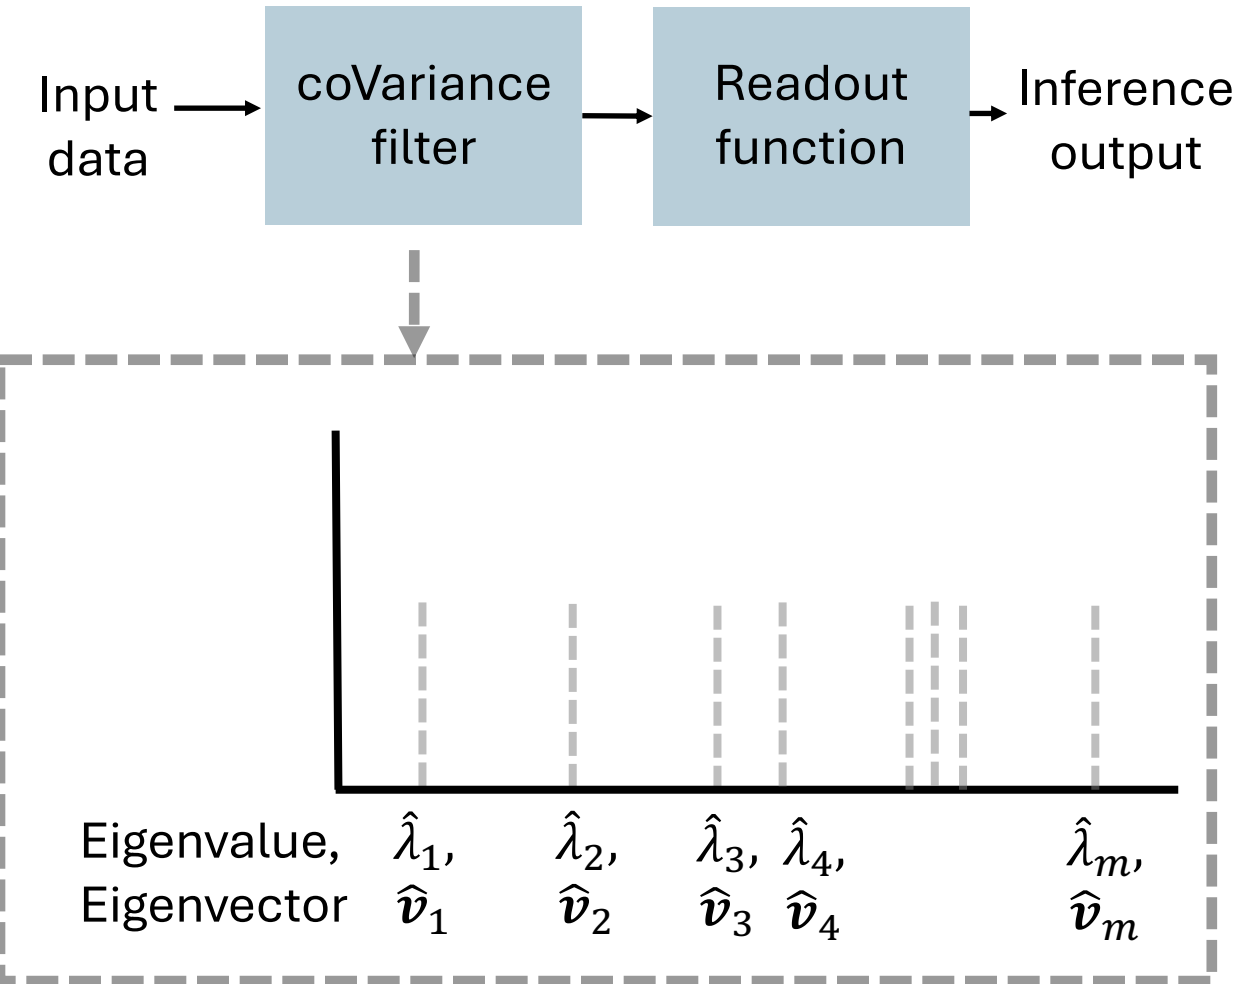 Input
data
coVariance
filter
Readout
function
Inference
output
Eigenvalue, λ̂₁, λ̂₂, λ̂₃, λ̂₄, λ̂ₘ,
Eigenvector v̂₁ v̂₂ v̂₃ v̂₄ v̂ₘ